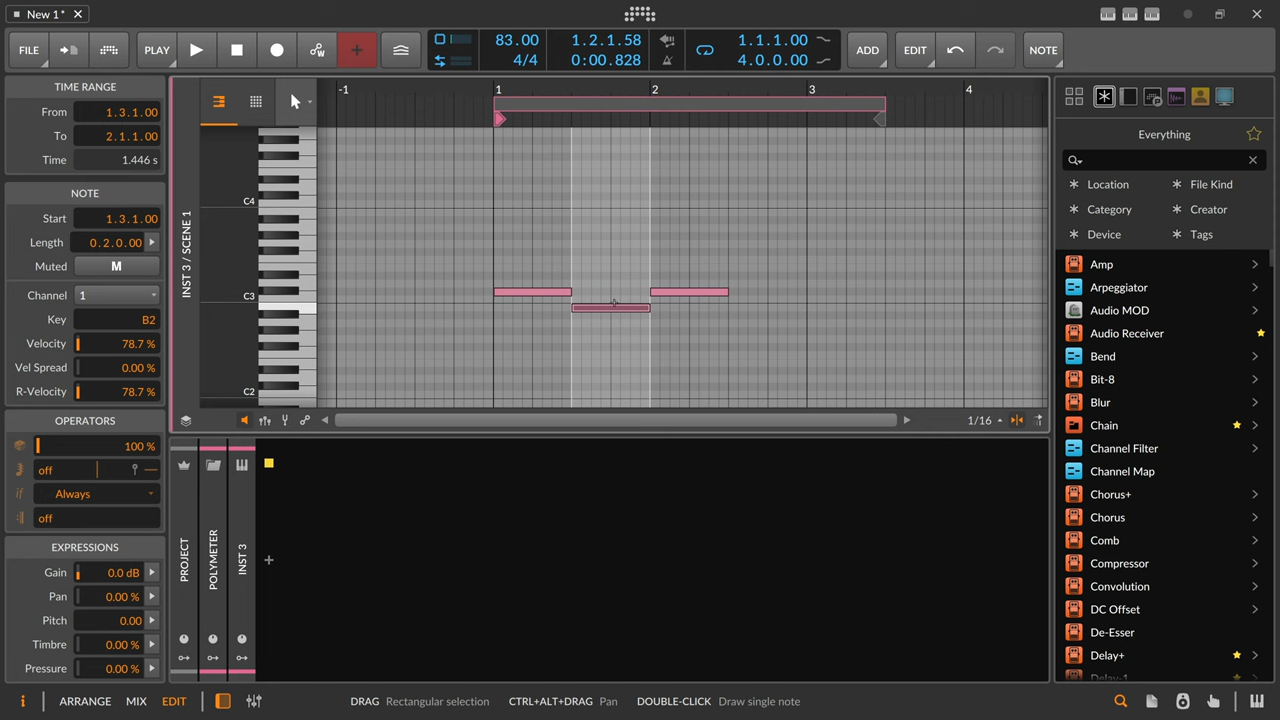 New 1*
FILE
PLAY
83.00
4/4
1.2.1.58
0:00.828
1.1.1.00
4.0.0.00
ADD
EDIT
NOTE
TIME RANGE
From 1.3.1.00
To 2.1.1.00
Time 1.446 s
NOTE
Start 1.3.1.00
Length 0.2.0.00
Muted M
Channel 1
Key B2
Velocity 78.7 %
Vel Spread 0.00 %
R-Velocity 78.7 %
OPERATORS
100 %
off
if Always
off
EXPRESSIONS
Gain 0.0 dB
Pan 0.00 %
Pitch 0.00
Timbre 0.00 %
Pressure 0.00 %
INST 3 / SCENE 1
-1 1 2 3 4
C4
C3
C2
1/16
PROJECT
POLYMETER
INST 3
+
Everything
Location File Kind
Category Creator
Device Tags
Amp
Arpeggiator
Audio MOD
Audio Receiver
Bend
Bit-8
Blur
Chain
Channel Filter
Channel Map
Chorus+
Chorus
Comb
Compressor
Convolution
DC Offset
De-Esser
Delay+
Delay-1
i ARRANGE MIX EDIT
DRAG Rectangular selection CTRL+ALT+DRAG Pan DOUBLE-CLICK Draw single note